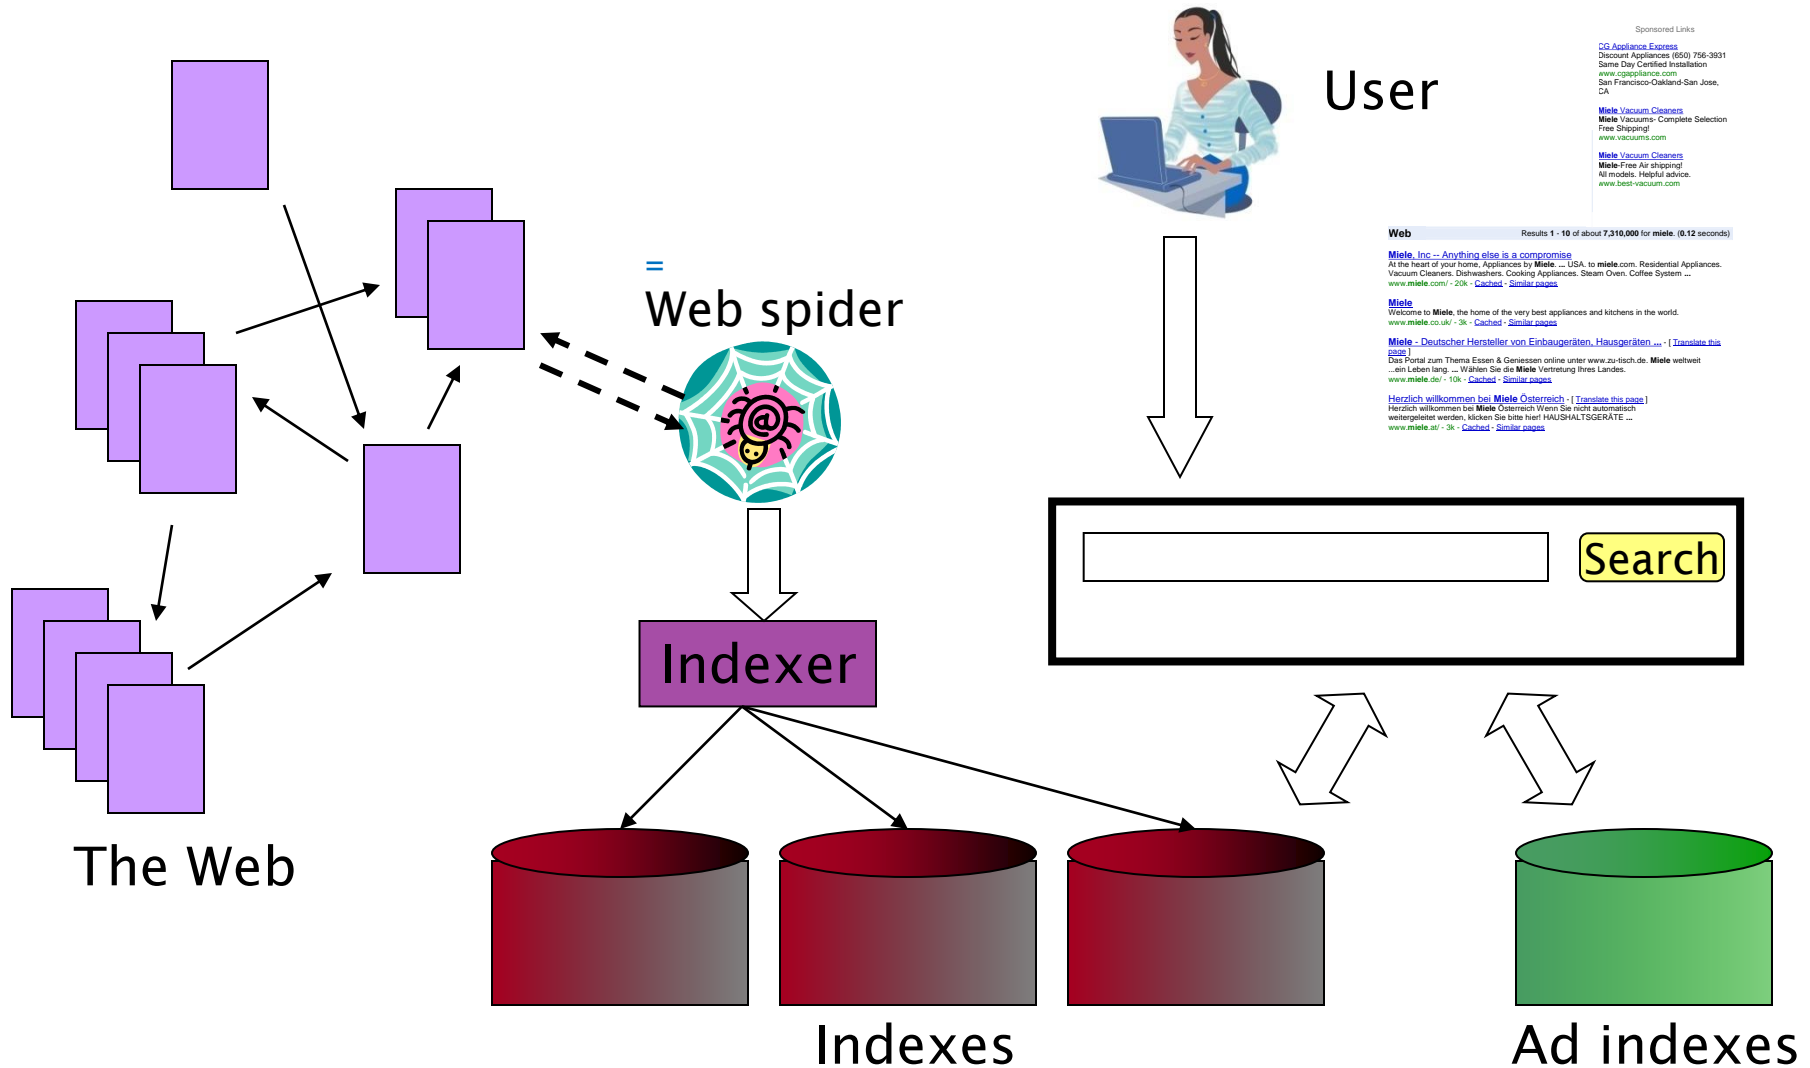 Sponsored Links
CG Appliance Express
Discount Appliances (650) 756-3931
Same Day Certified Installation
www.cgappliance.com
San Francisco-Oakland-San Jose,
CA
Miele Vacuum Cleaners
Miele Vacuums- Complete Selection
Free Shipping!
www.vacuums.com
Miele Vacuum Cleaners
Miele-Free Air shipping!
All models. Helpful advice.
www.best-vacuum.com
User
Web Results 1 - 10 of about 7,310,000 for miele. (0.12 seconds)
Miele, Inc -- Anything else is a compromise
At the heart of your home, Appliances by Miele. ... USA. to miele.com. Residential Appliances.
Vacuum Cleaners. Dishwashers. Cooking Appliances. Steam Oven. Coffee System ...
www.miele.com/ - 20k - Cached - Similar pages
Miele
Welcome to Miele, the home of the very best appliances and kitchens in the world.
www.miele.co.uk/ - 3k - Cached - Similar pages
Miele - Deutscher Hersteller von Einbaugeräten, Hausgeräten ... - [ Translate this
page ]
Das Portal zum Thema Essen & Geniessen online unter www.zu-tisch.de. Miele weltweit
...ein Leben lang. ... Wählen Sie die Miele Vertretung Ihres Landes.
www.miele.de/ - 10k - Cached - Similar pages
Herzlich willkommen bei Miele Österreich - [ Translate this page ]
Herzlich willkommen bei Miele Österreich Wenn Sie nicht automatisch
weitergeleitet werden, klicken Sie bitte hier! HAUSHALTSGERÄTE ...
www.miele.at/ - 3k - Cached - Similar pages
=
Web spider
@
Search
Indexer
The Web
Indexes
Ad indexes